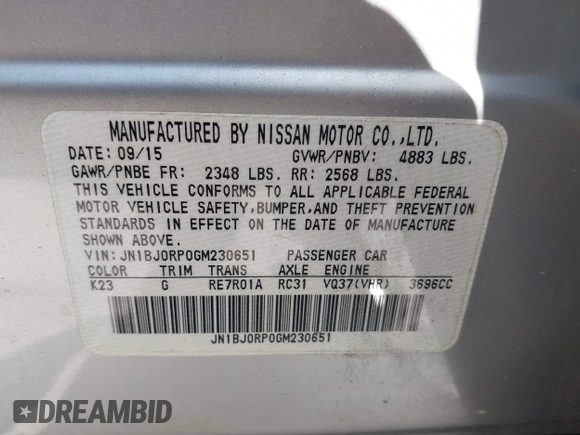 MANUFACTURED BY NISSAN MOTOR CO.,LTD.
DATE: 09/15 GVWR/PNBV: 4883 LBS.
GAWR/PNBE FR: 2348 LBS. RR: 2568 LBS.
THIS VEHICLE CONFORMS TO ALL APPLICABLE FEDERAL
MOTOR VEHICLE SAFETY,BUMPER,AND THEFT PREVENTION
STANDARDS IN EFFECT ON THE DATE OF MANUFACTURE
SHOWN ABOVE.
VIN:JN1BJ0RP0GM230651 PASSENGER CAR
COLOR TRIM TRANS AXLE ENGINE
K23 G RE7R01A RC31 VQ37(VHR) 3696CC
JN1BJ0RP0GM230651
DREAMBID